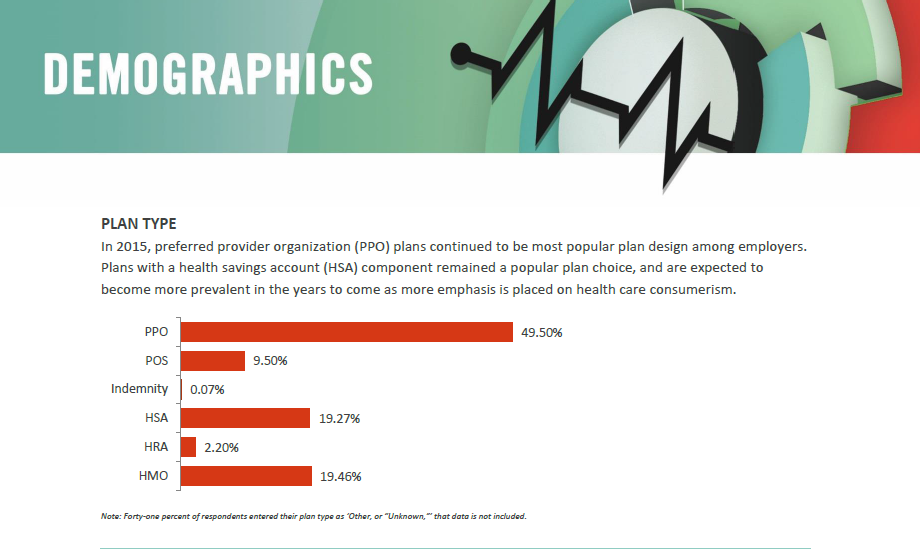 DEMOGRAPHICS
PLAN TYPE
In 2015, preferred provider organization (PPO) plans continued to be most popular plan design among employers.
Plans with a health savings account (HSA) component remained a popular plan choice, and are expected to
become more prevalent in the years to come as more emphasis is placed on health care consumerism.
PPO 49.50%
POS 9.50%
Indemnity 0.07%
HSA 19.27%
HRA 2.20%
HMO 19.46%
Note: Forty-one percent of respondents entered their plan type as ‘Other, or “Unknown,”’ that data is not included.